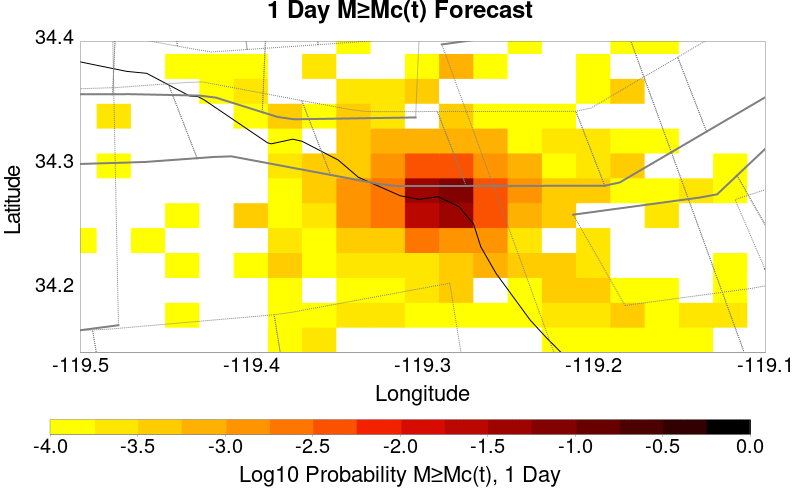 1 Day M≥Mc(t) Forecast
34.4
34.3
34.2
Latitude
-119.5 -119.4 -119.3 -119.2 -119.1
Longitude
-4.0 -3.5 -3.0 -2.5 -2.0 -1.5 -1.0 -0.5 0.0
Log10 Probability M≥Mc(t), 1 Day